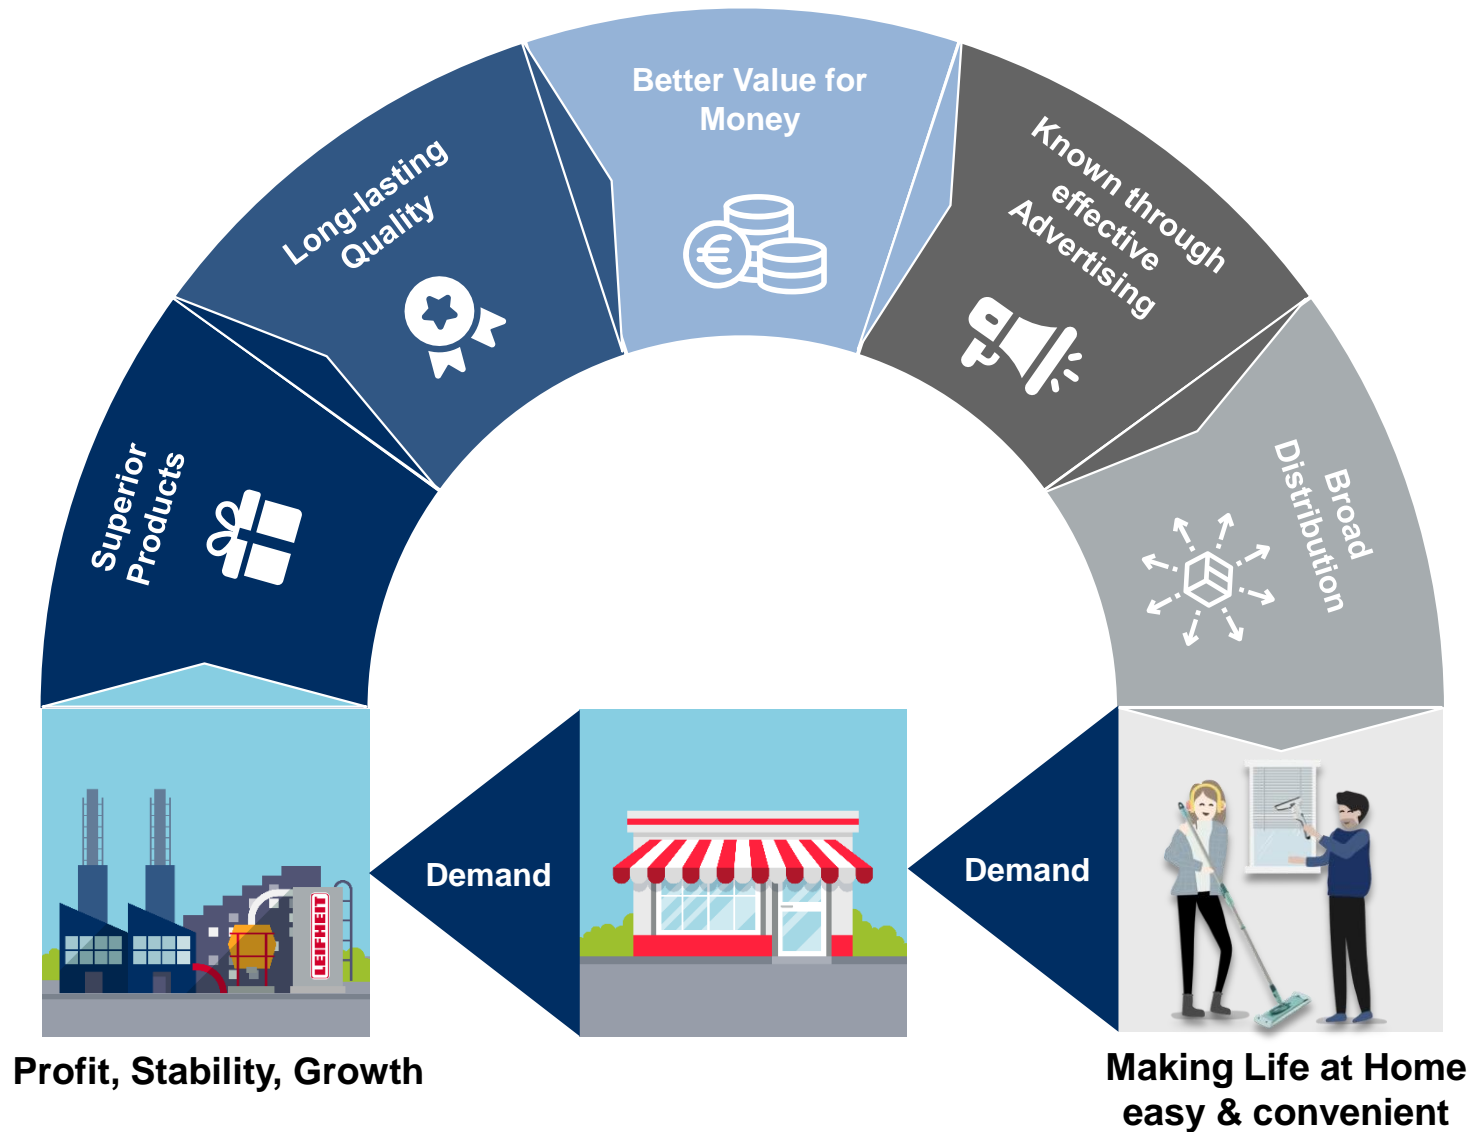 Better Value for
Money
Long-lasting
Quality
Known through
effective
Advertising
Superior
Products
Broad
Distribution
Demand
Demand
LEIFHEIT
Profit, Stability, Growth
Making Life at Home
easy & convenient